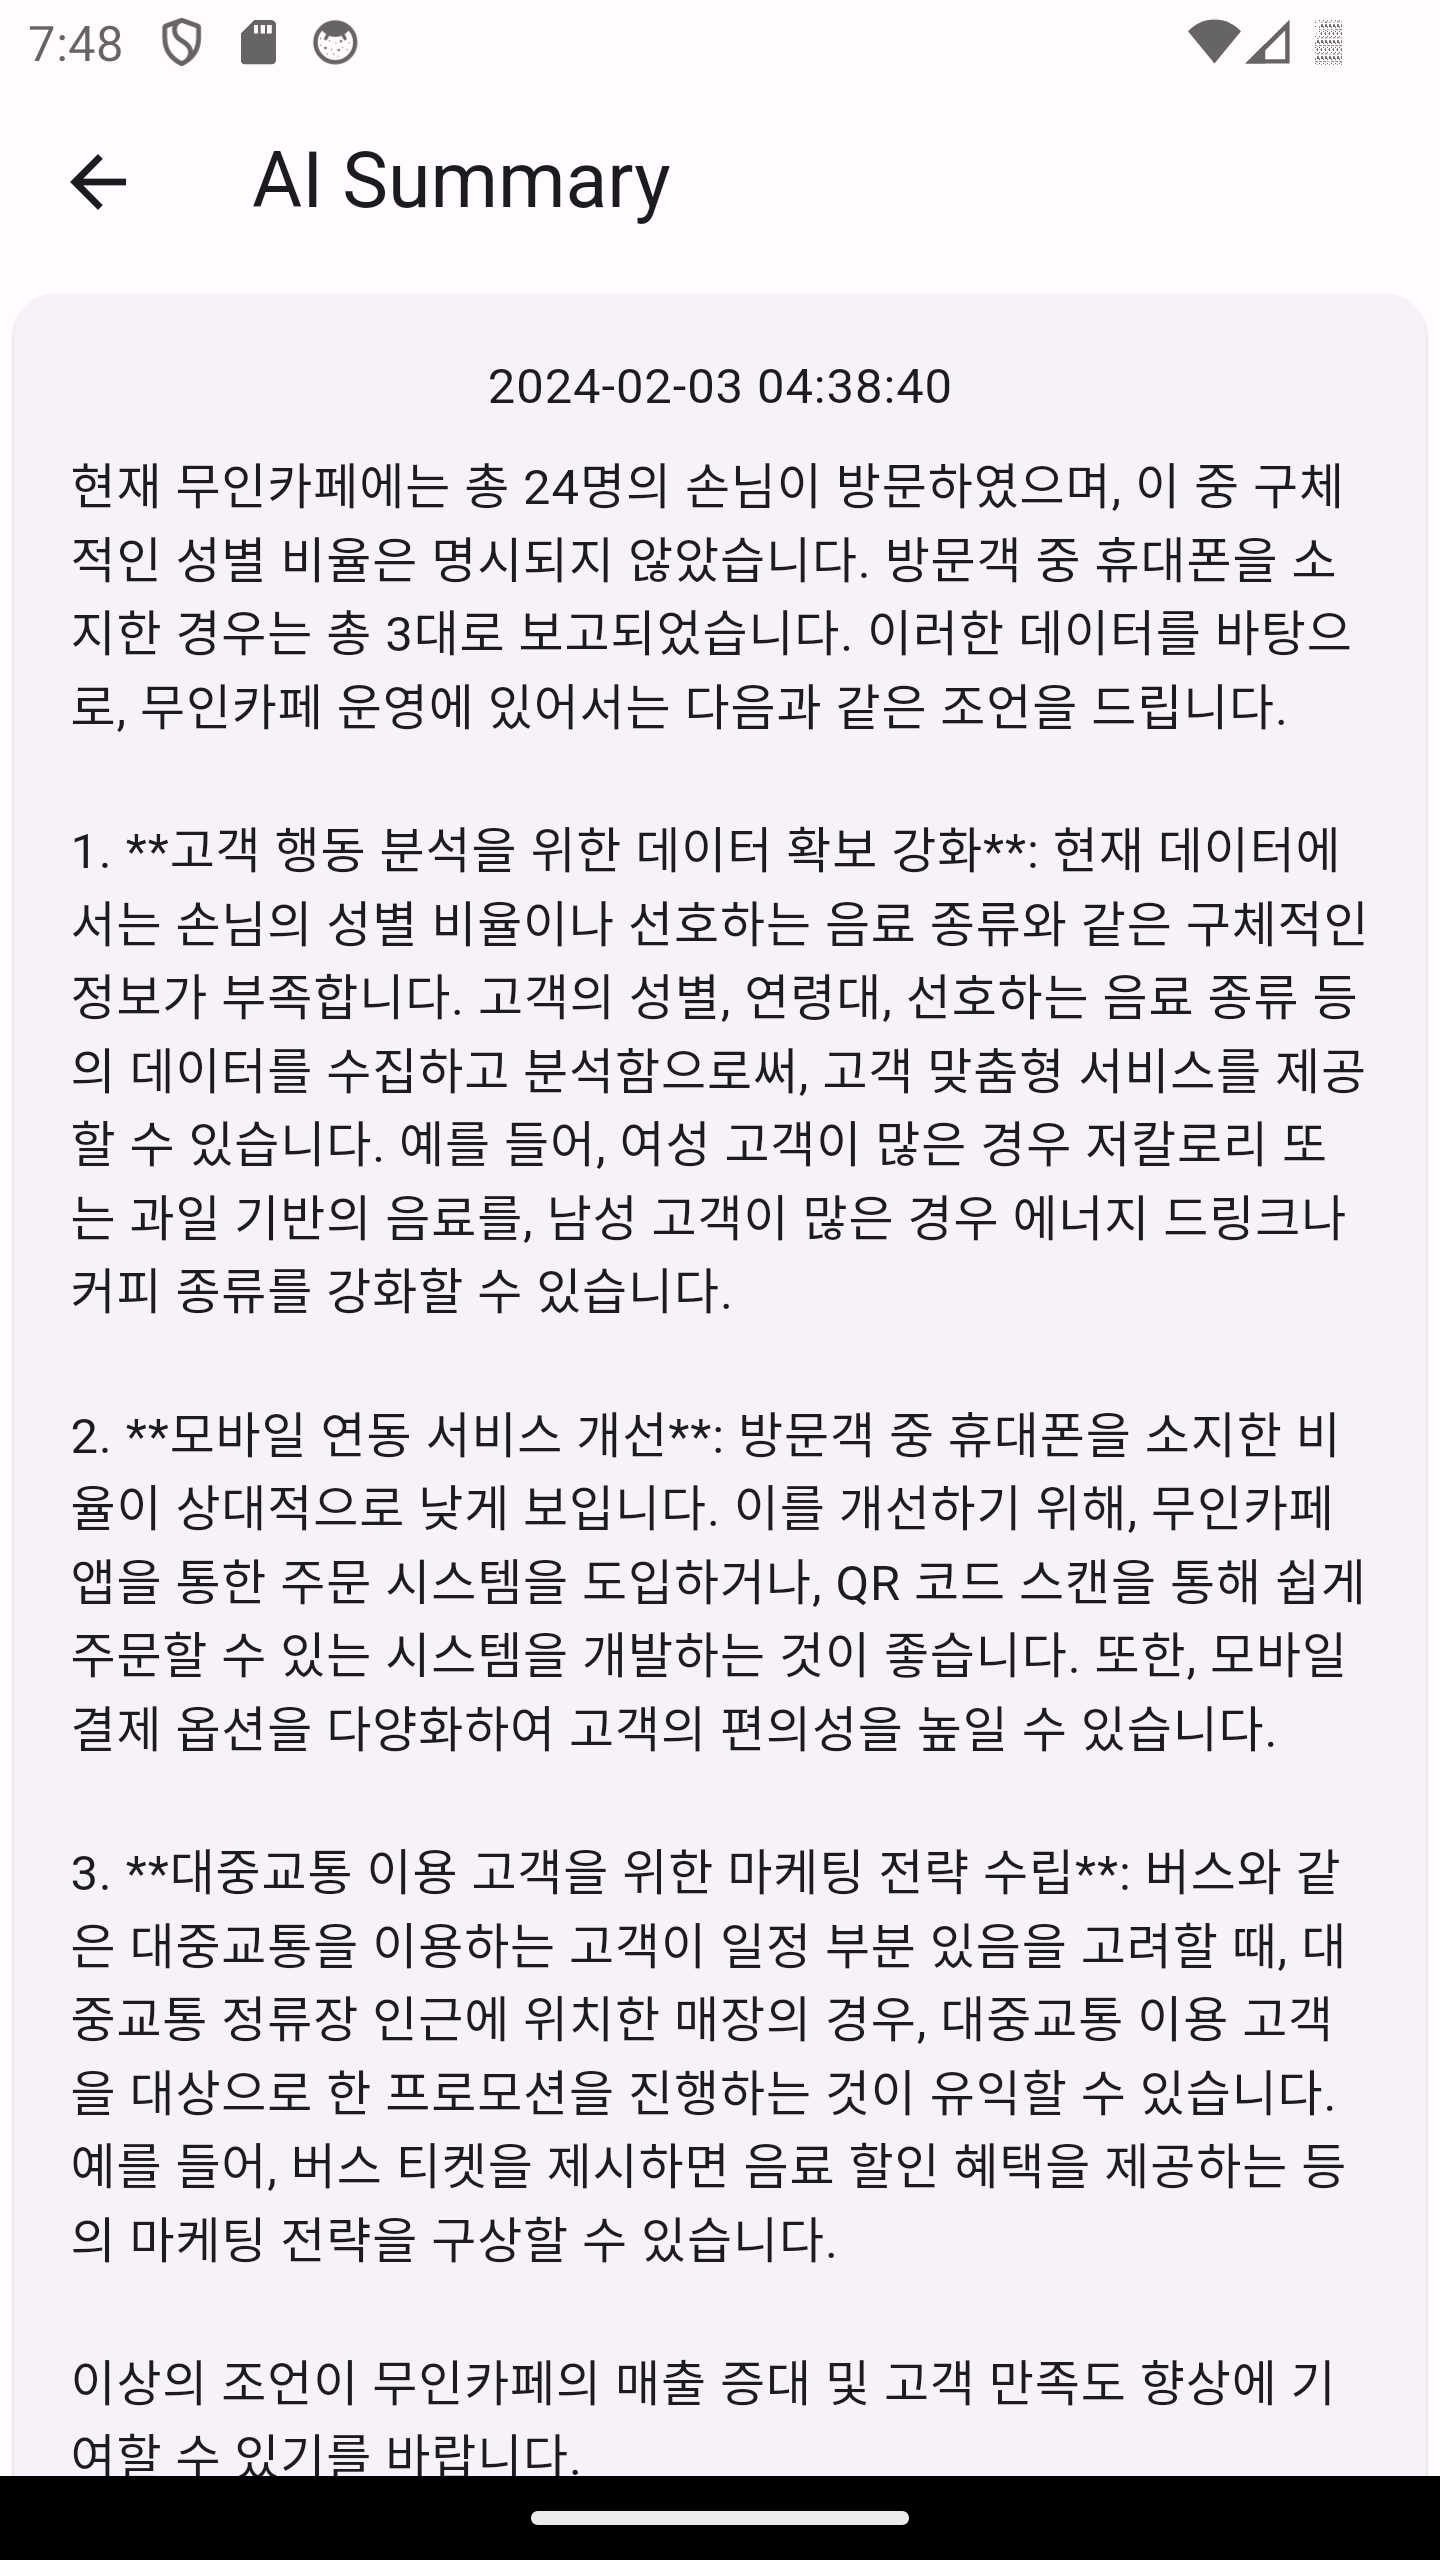 7:48
AI Summary
2024-02-03 04:38:40
현재 무인카페에는 총 24명의 손님이 방문하였으며, 이 중 구체
적인 성별 비율은 명시되지 않았습니다. 방문객 중 휴대폰을 소
지한 경우는 총 3대로 보고되었습니다. 이러한 데이터를 바탕으
로, 무인카페 운영에 있어서는 다음과 같은 조언을 드립니다.
1. **고객 행동 분석을 위한 데이터 확보 강화**: 현재 데이터에
서는 손님의 성별 비율이나 선호하는 음료 종류와 같은 구체적인
정보가 부족합니다. 고객의 성별, 연령대, 선호하는 음료 종류 등
의 데이터를 수집하고 분석함으로써, 고객 맞춤형 서비스를 제공
할 수 있습니다. 예를 들어, 여성 고객이 많은 경우 저칼로리 또
는 과일 기반의 음료를, 남성 고객이 많은 경우 에너지 드링크나
커피 종류를 강화할 수 있습니다.
2. **모바일 연동 서비스 개선**: 방문객 중 휴대폰을 소지한 비
율이 상대적으로 낮게 보입니다. 이를 개선하기 위해, 무인카페
앱을 통한 주문 시스템을 도입하거나, QR 코드 스캔을 통해 쉽게
주문할 수 있는 시스템을 개발하는 것이 좋습니다. 또한, 모바일
결제 옵션을 다양화하여 고객의 편의성을 높일 수 있습니다.
3. **대중교통 이용 고객을 위한 마케팅 전략 수립**: 버스와 같
은 대중교통을 이용하는 고객이 일정 부분 있음을 고려할 때, 대
중교통 정류장 인근에 위치한 매장의 경우, 대중교통 이용 고객
을 대상으로 한 프로모션을 진행하는 것이 유익할 수 있습니다.
예를 들어, 버스 티켓을 제시하면 음료 할인 혜택을 제공하는 등
의 마케팅 전략을 구상할 수 있습니다.
이상의 조언이 무인카페의 매출 증대 및 고객 만족도 향상에 기
여할 수 있기를 바랍니다.